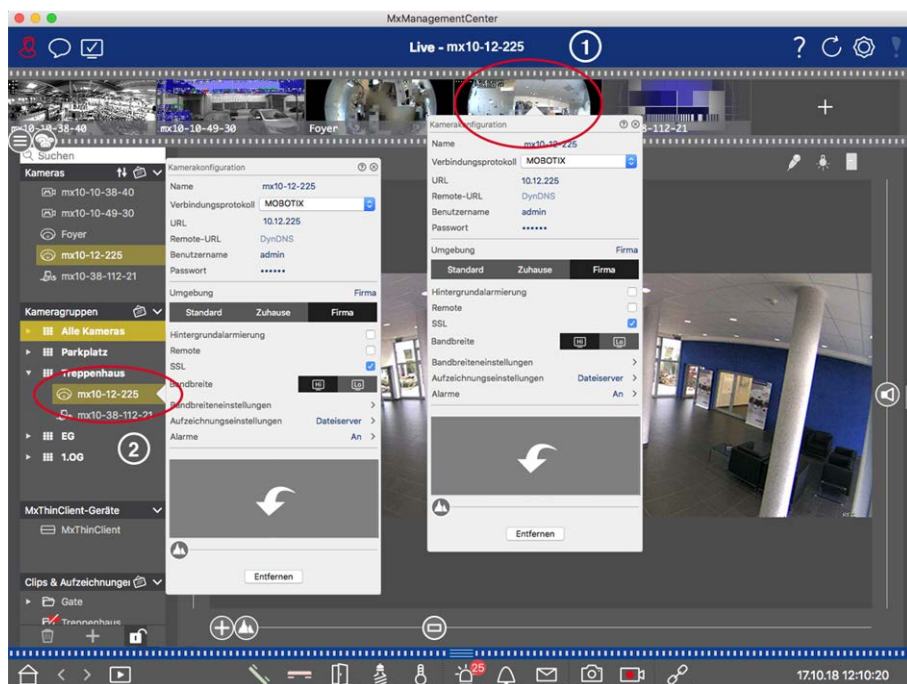 MxManagementCenter
Live - mx10-12-225
1
mx10-10-38-40
mx10-10-49-30
Foyer
3-112-21
Suchen
Kameras
mx10-10-38-40
mx10-10-49-30
Foyer
mx10-12-225
mx10-38-112-21
Kameragruppen
Alle Kameras
Parkplatz
Treppenhaus
mx10-12-225
mx10-38-112-21
EG
1.OG
2
MxThinClient-Geräte
MxThinClient
Clips & Aufzeichnungen
Gate
Treppenhaus
Kamerakonfiguration
Name mx10-12-225
Verbindungsprotokoll MOBOTIX
URL 10.12.225
Remote-URL DynDNS
Benutzername admin
Passwort ••••••
Umgebung Firma
Standard Zuhause Firma
Hintergrundalarmierung
Remote
SSL
Bandbreite Hi Lo
Bandbreiteneinstellungen >
Aufzeichnungseinstellungen Dateiserver >
Alarme An >
Entfernen
Kamerakonfiguration
Name mx10-12-225
Verbindungsprotokoll MOBOTIX
URL 10.12.225
Remote-URL DynDNS
Benutzername admin
Passwort ••••••
Umgebung Firma
Standard Zuhause Firma
Hintergrundalarmierung
Remote
SSL
Bandbreite Hi Lo
Bandbreiteneinstellungen >
Aufzeichnungseinstellungen Dateiserver >
Alarme An >
Entfernen
25
17.10.18 12:10:20